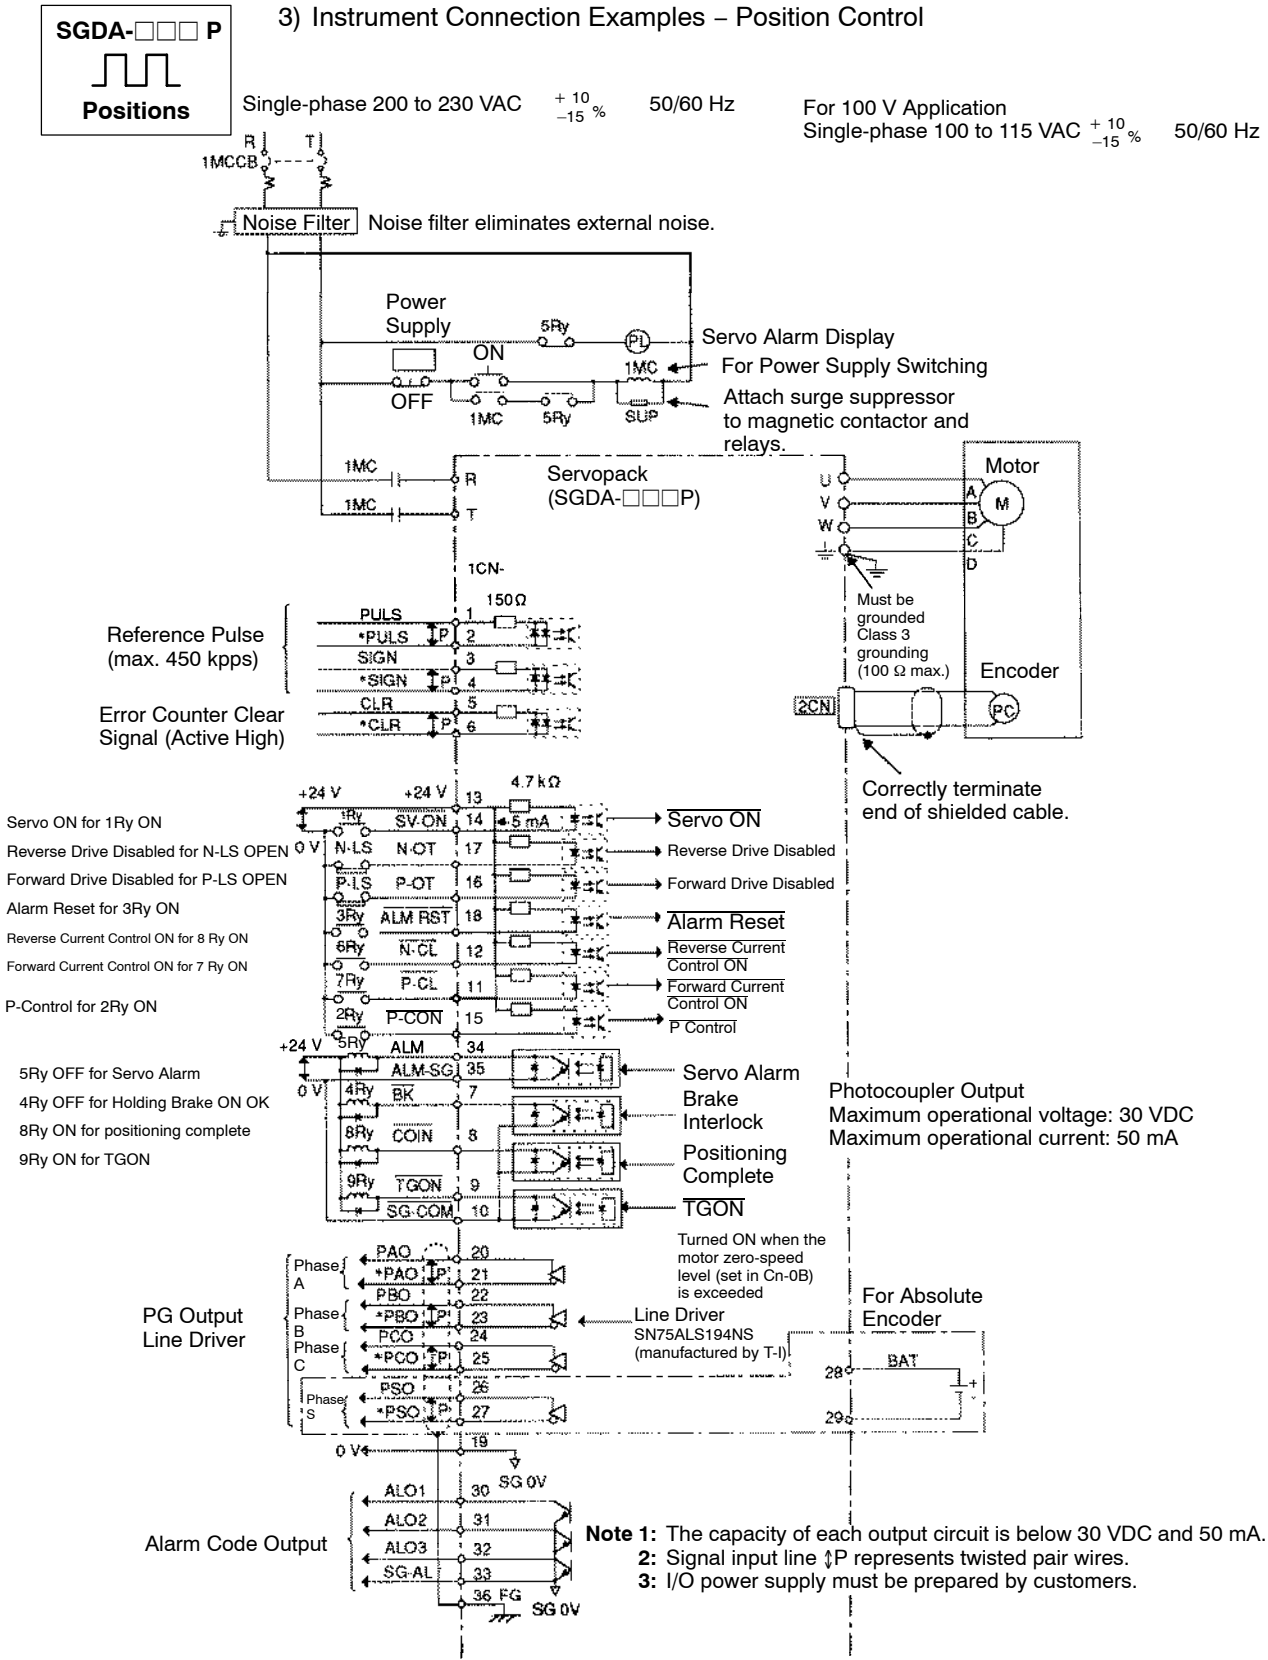 SGDA-□□□ P
Positions
3) Instrument Connection Examples − Position Control
Single-phase 200 to 230 VAC +10 −15 % 50/60 Hz
For 100 V Application
Single-phase 100 to 115 VAC +10 −15 % 50/60 Hz
R T
1MCCB
Noise Filter
Noise filter eliminates external noise.
Power
Supply
5Ry
PL
Servo Alarm Display
ON
1MC
For Power Supply Switching
OFF
1MC
5Ry
SUP
Attach surge suppressor
to magnetic contactor and
relays.
1MC
R
1MC
T
Servopack
(SGDA-□□□P)
U
V
W
A
B
C
D
Motor
M
1CN-
Must be
grounded
Class 3
grounding
(100 Ω max.)
Encoder
2CN
PC
Correctly terminate
end of shielded cable.
150Ω
Reference Pulse
(max. 450 kpps)
PULS 1
*PULS P 2
SIGN 3
*SIGN P 4
Error Counter Clear
Signal (Active High)
CLR 5
*CLR P 6
4.7 kΩ
+24 V +24 V 13
Servo ON for 1Ry ON
1Ry SV-ON 14 5 mA Servo ON
0 V
Reverse Drive Disabled for N-LS OPEN
N-LS N-OT 17 Reverse Drive Disabled
Forward Drive Disabled for P-LS OPEN
P-LS P-OT 16 Forward Drive Disabled
Alarm Reset for 3Ry ON
3Ry ALM RST 18 Alarm Reset
Reverse Current Control ON for 8 Ry ON
6Ry N-CL 12 Reverse Current
Control ON
Forward Current Control ON for 7 Ry ON
7Ry P-CL 11 Forward Current
Control ON
P-Control for 2Ry ON
2Ry P-CON 15 P Control
+24 V
5Ry ALM 34
5Ry OFF for Servo Alarm
0 V
ALM-SG 35 Servo Alarm
4Ry OFF for Holding Brake ON OK
4Ry BK 7 Brake
Interlock
8Ry ON for positioning complete
8Ry COIN 8 Positioning
Complete
9Ry ON for TGON
9Ry TGON 9 TGON
SG-COM 10
Photocoupler Output
Maximum operational voltage: 30 VDC
Maximum operational current: 50 mA
Turned ON when the
motor zero-speed
level (set in Cn-0B)
is exceeded
PG Output
Line Driver
Phase
A
PAO 20
*PAO P 21
Phase
B
PBO 22
*PBO P 23
Phase
C
PCO 24
*PCO P 25
Phase
S
PSO 26
*PSO P 27
Line Driver
SN75ALS194NS
(manufactured by T-I)
For Absolute
Encoder
28 BAT
+
29
0 V 19
SG 0V
Alarm Code Output
ALO1 30
ALO2 31
ALO3 32
SG-AL 33
36 FG
SG 0V
Note 1: The capacity of each output circuit is below 30 VDC and 50 mA.
2: Signal input line ↕P represents twisted pair wires.
3: I/O power supply must be prepared by customers.